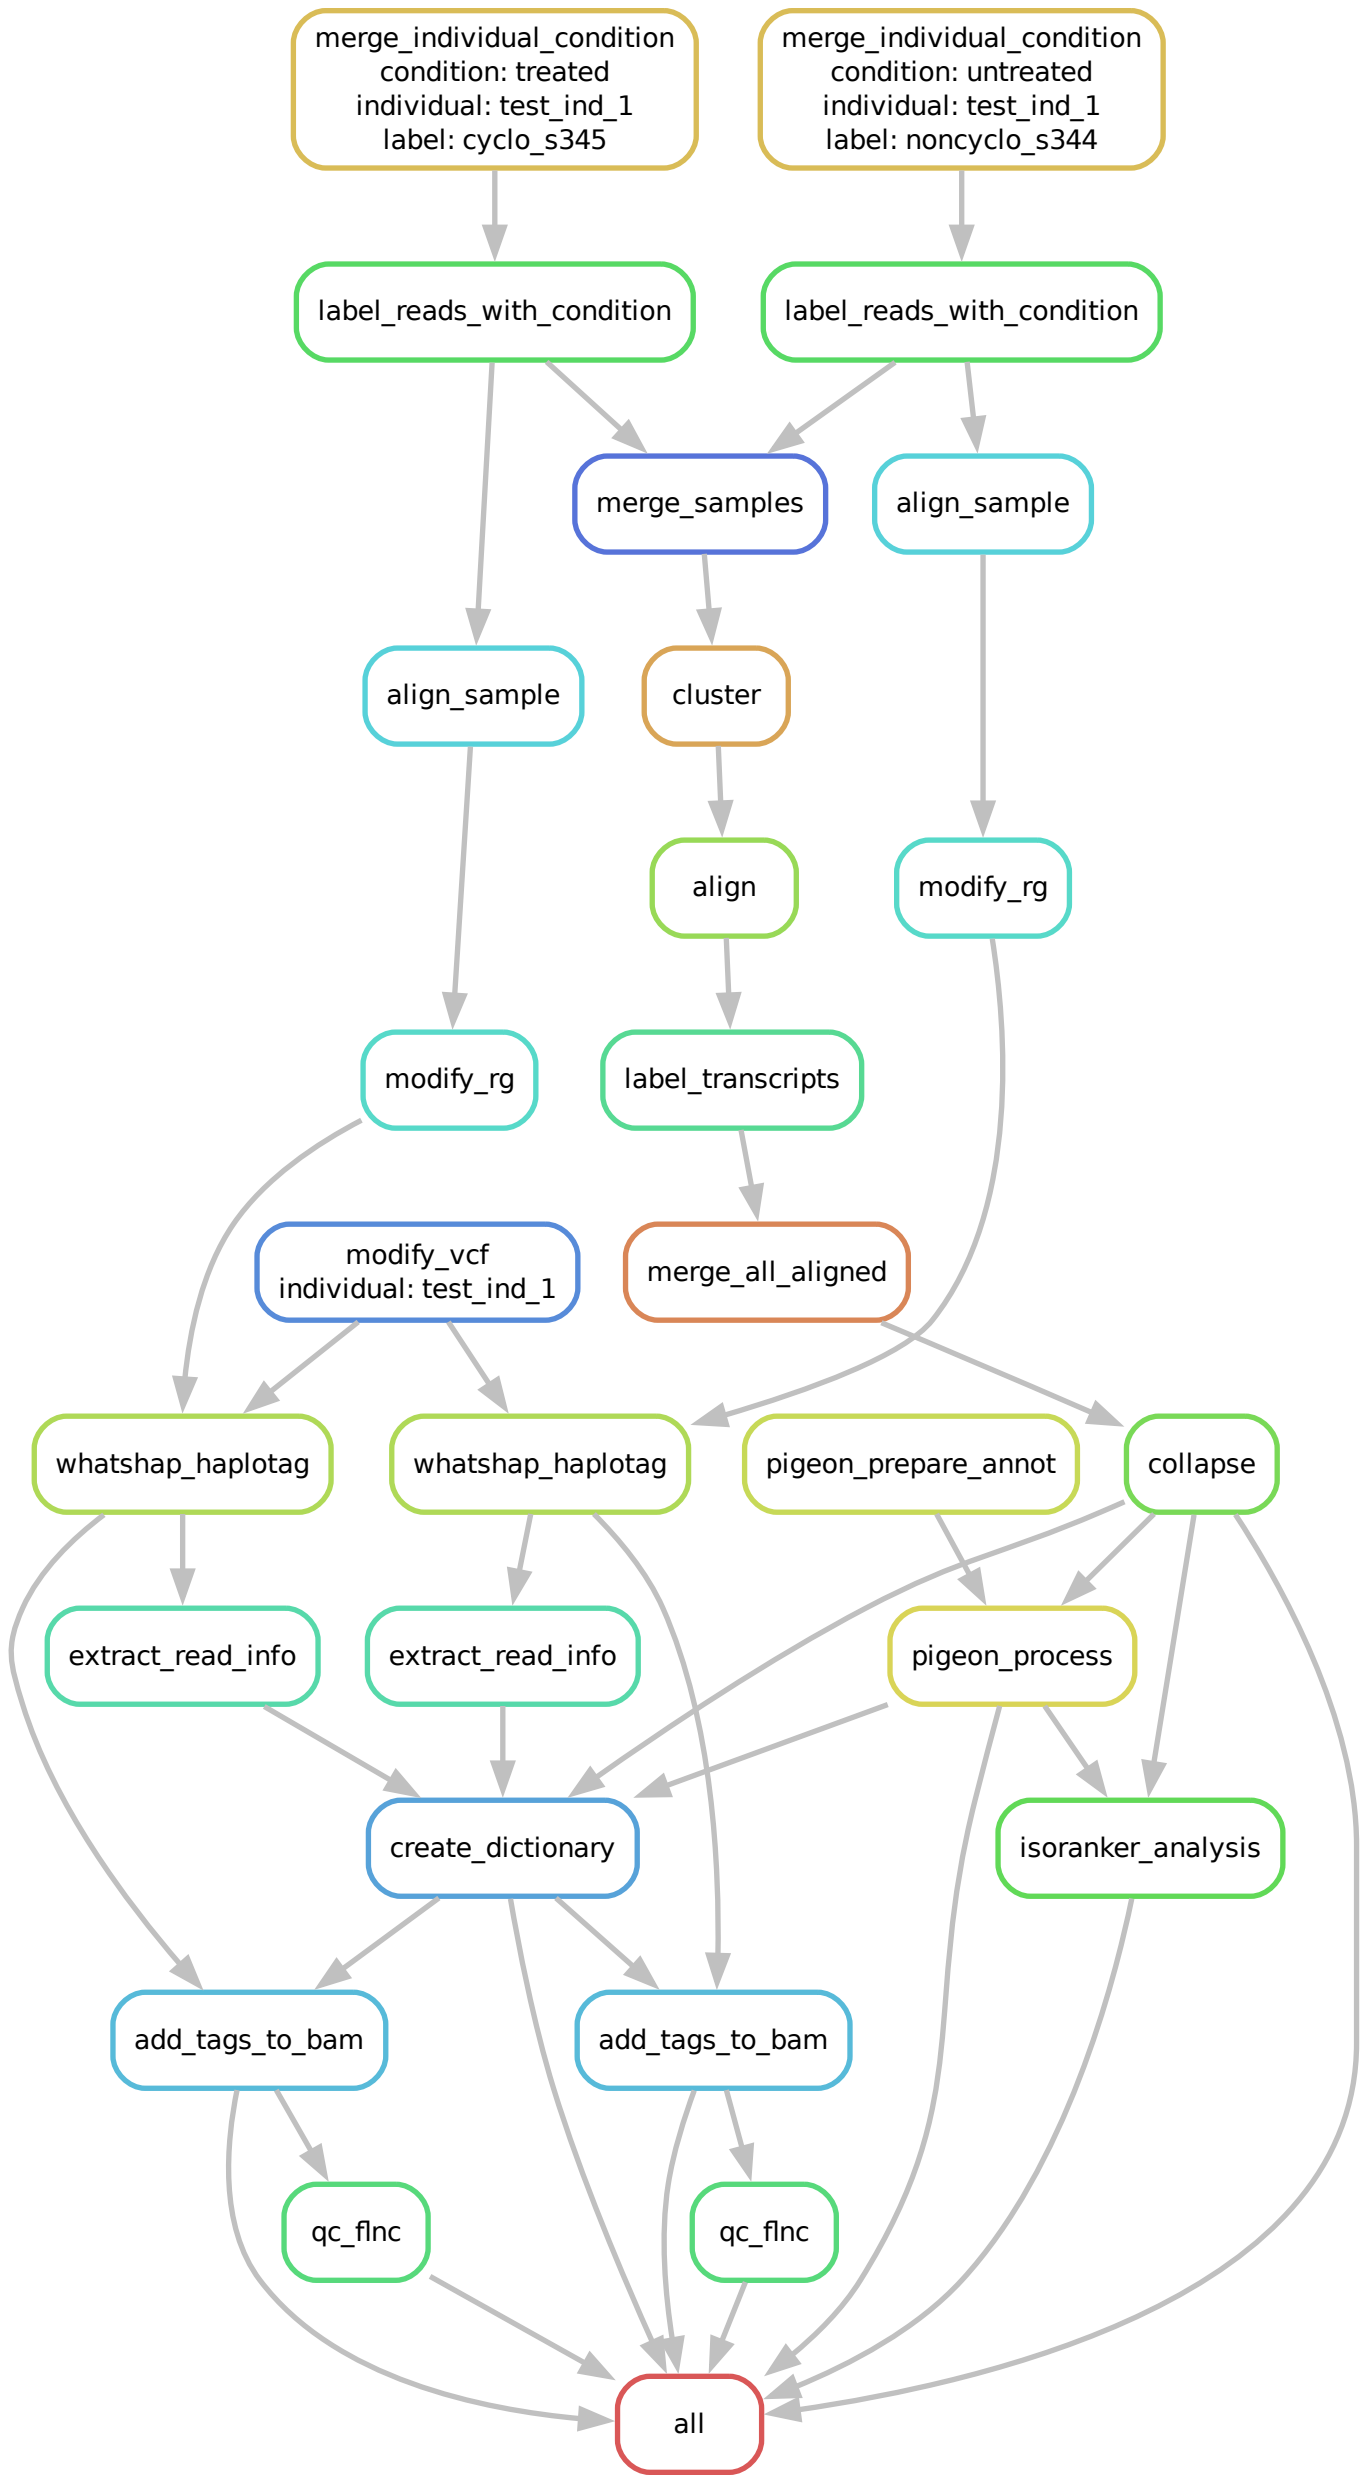 merge_individual_condition
condition: treated
individual: test_ind_1
label: cyclo_s345
merge_individual_condition
condition: untreated
individual: test_ind_1
label: noncyclo_s344
label_reads_with_condition
label_reads_with_condition
merge_samples
align_sample
align_sample
cluster
align
modify_rg
modify_rg
label_transcripts
modify_vcf
individual: test_ind_1
merge_all_aligned
whatshap_haplotag
whatshap_haplotag
pigeon_prepare_annot
collapse
extract_read_info
extract_read_info
pigeon_process
create_dictionary
isoranker_analysis
add_tags_to_bam
add_tags_to_bam
qc_flnc
qc_flnc
all